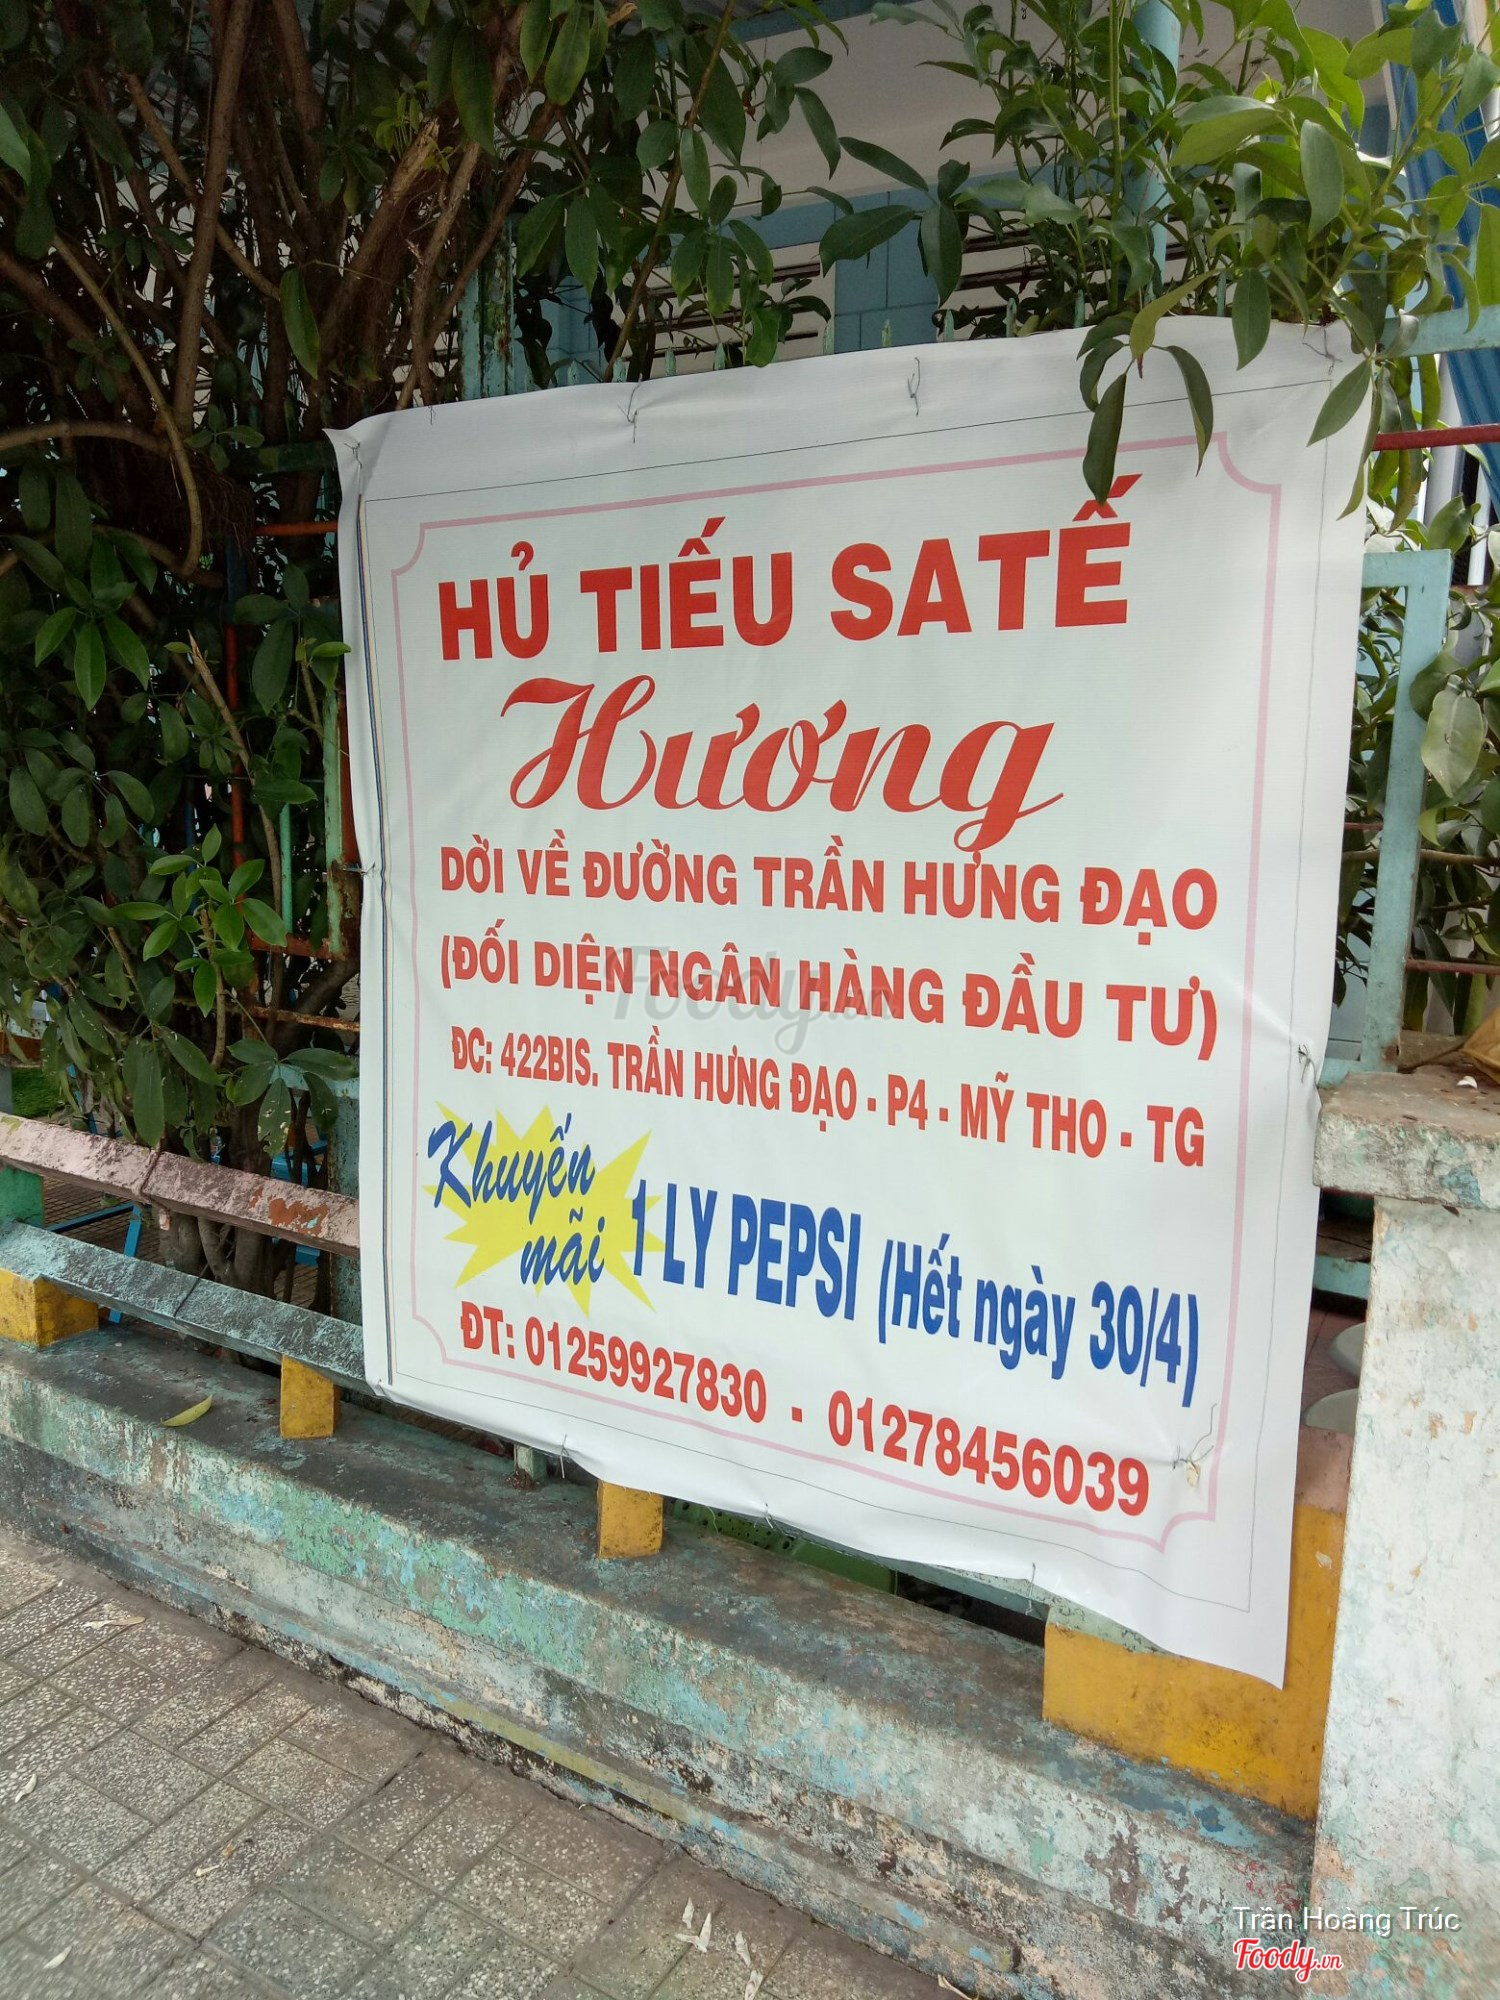 HỦ TIẾU SATẾ
Hương
DỜI VỀ ĐƯỜNG TRẦN HƯNG ĐẠO
(ĐỐI DIỆN NGÂN HÀNG ĐẦU TƯ)
ĐC: 422BIS. TRẦN HƯNG ĐẠO - P4 - MỸ THO - TG
Khuyến mãi 1 LY PEPSI (Hết ngày 30/4)
ĐT: 01259927830 - 01278456039
Foody.vn
Trần Hoàng Trúc
Foody.vn